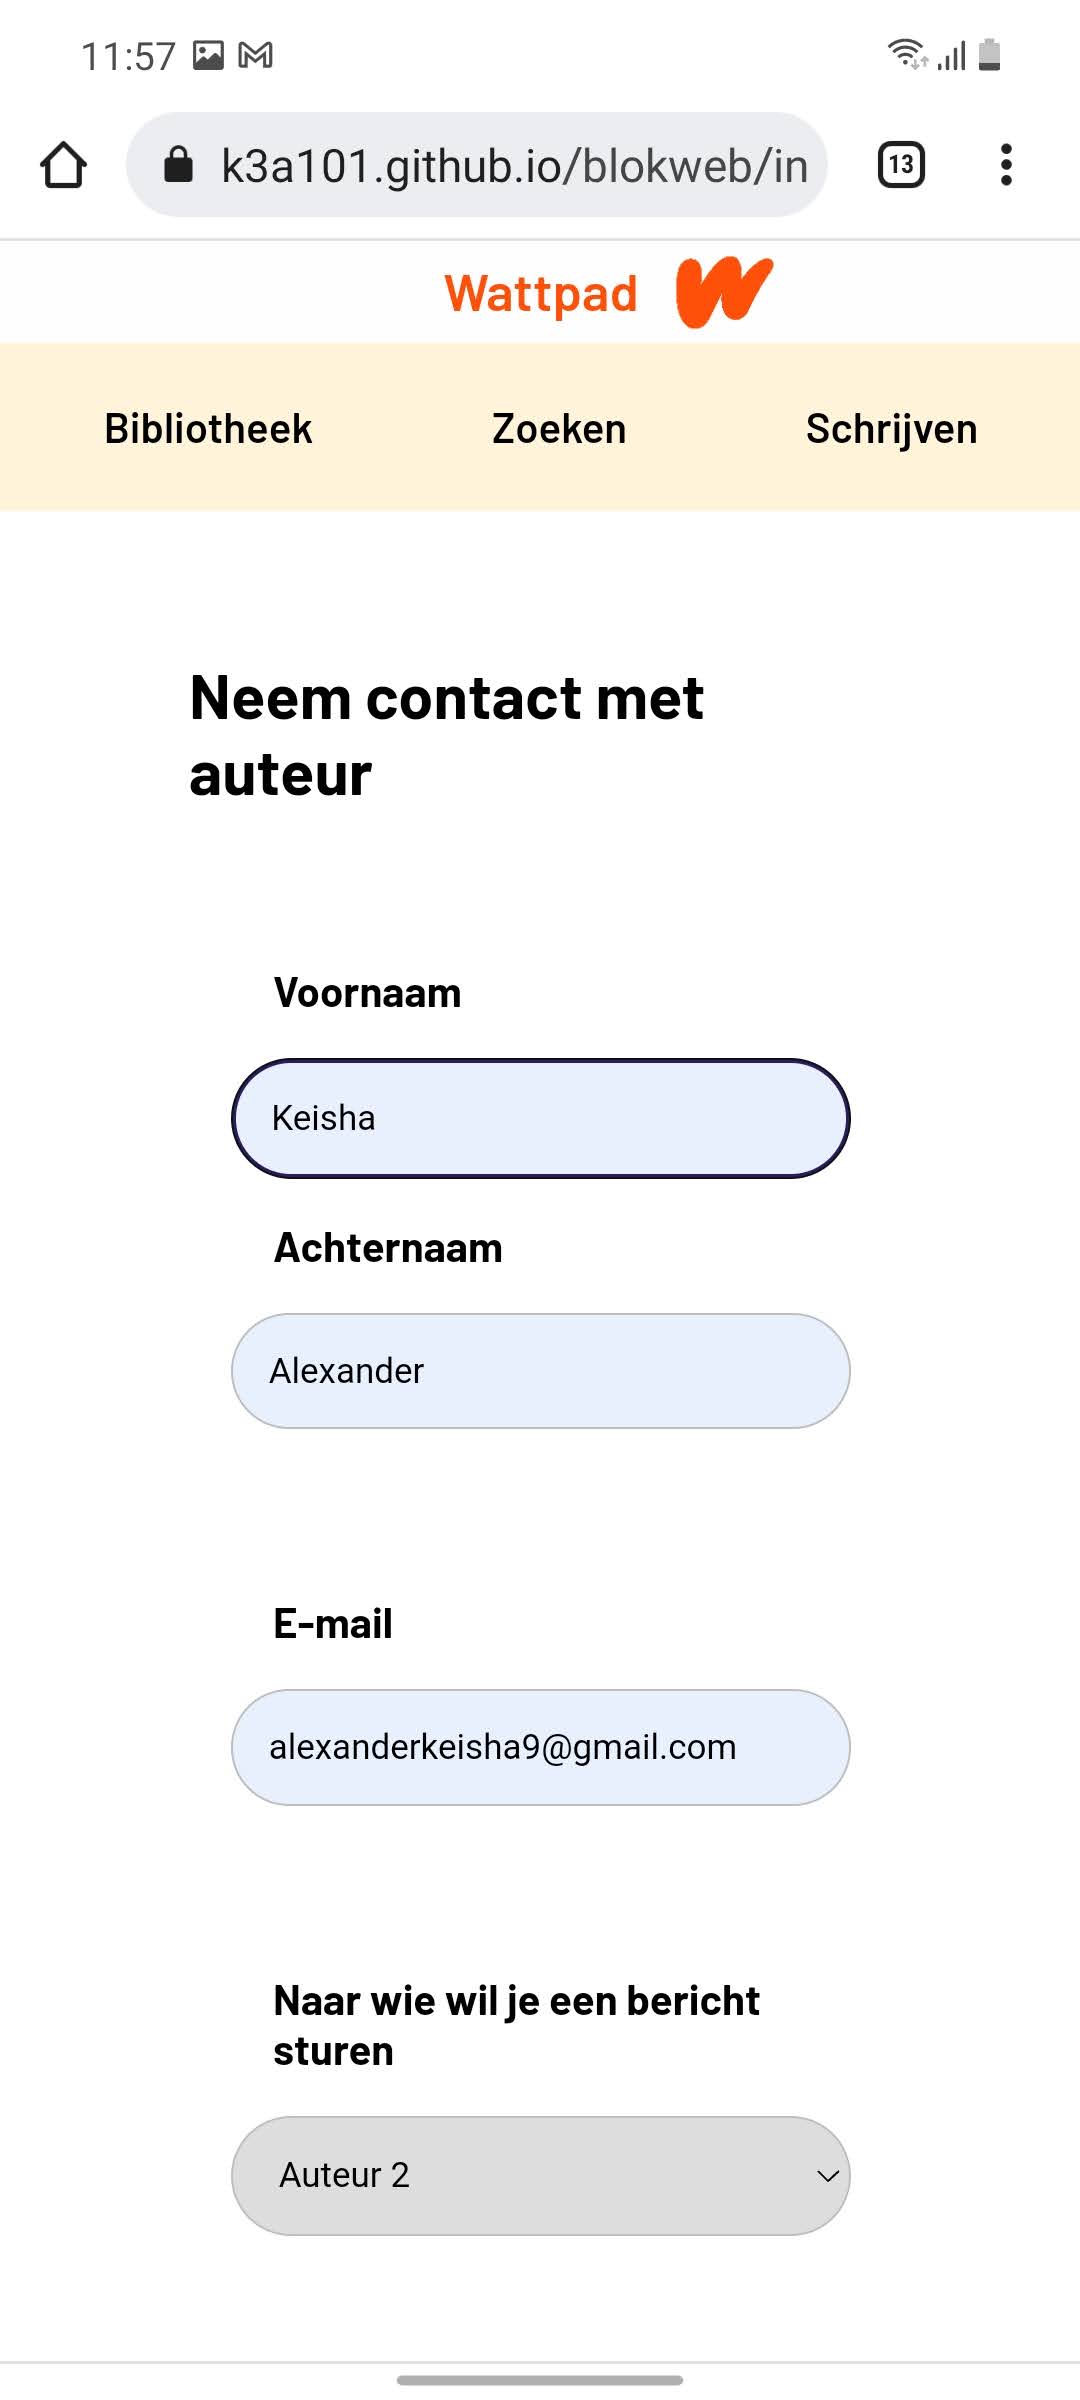 11:57
k3a101.github.io/blokweb/in
13
Wattpad
Bibliotheek Zoeken Schrijven
Neem contact met
auteur
Voornaam
Keisha
Achternaam
Alexander
E-mail
alexanderkeisha9@gmail.com
Naar wie wil je een bericht
sturen
Auteur 2